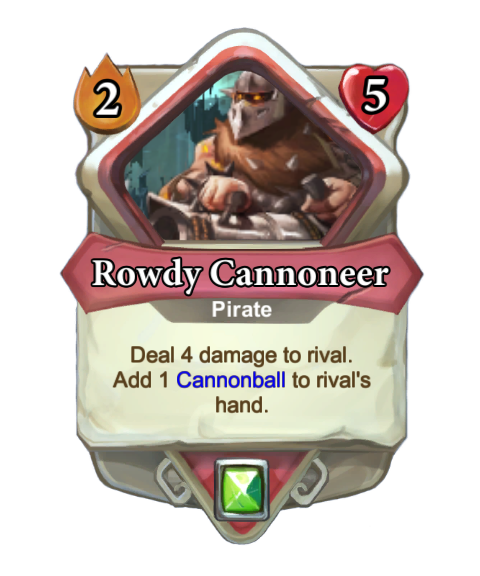 2
5
Rowdy Cannoneer
Pirate
Deal 4 damage to rival.
Add 1 Cannonball to rival's
hand.